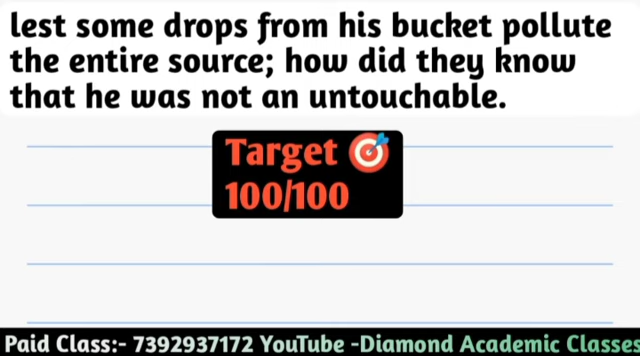 lest some drops from his bucket pollute
the entire source; how did they know
that he was not an untouchable.
Target 🎯
100/100
Paid Class:- 7392937172 YouTube -Diamond Academic Classes